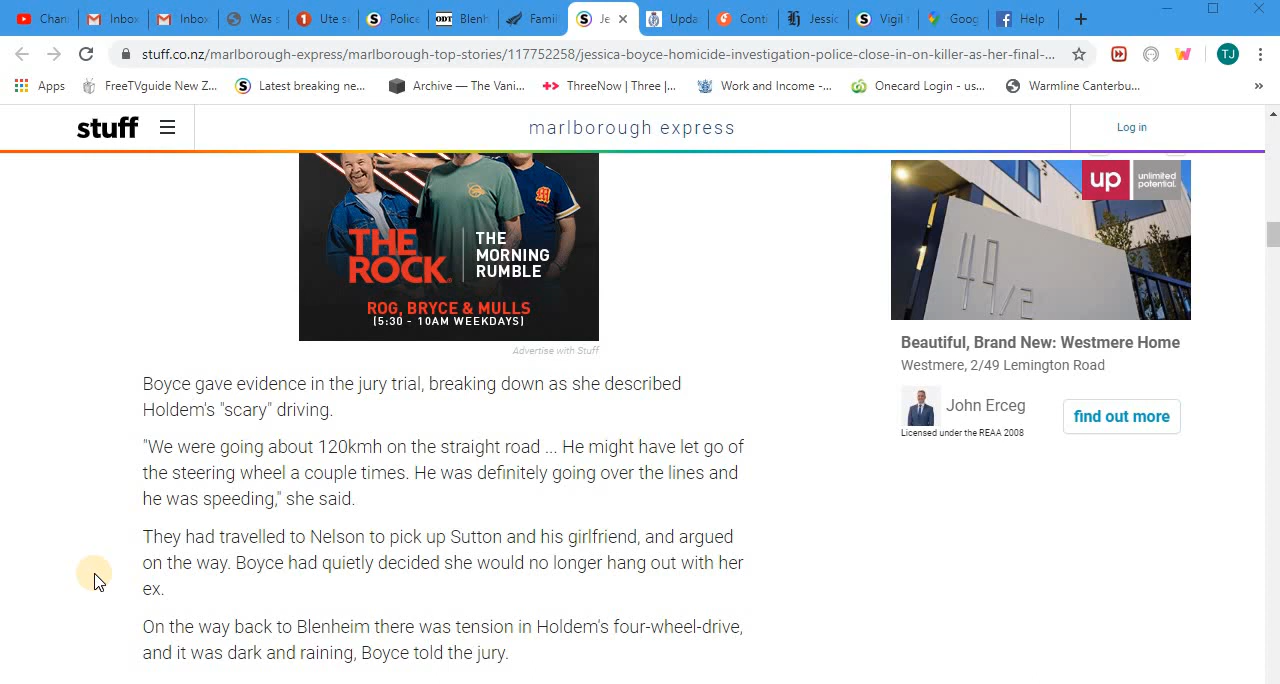 Chan
Inbox
Inbox
Was s
Ute se
Police
ODT
Blenh
Famil
Je
Upda
Conti
Jessic
Vigil
Goog
Help
stuff.co.nz/marlborough-express/marlborough-top-stories/117752258/jessica-boyce-homicide-investigation-police-close-in-on-killer-as-her-final-...
TJ
Apps
FreeTVguide New Z...
Latest breaking ne...
Archive — The Vani...
ThreeNow | Three |...
Work and Income -...
Onecard Login - us...
Warmline Canterbu...
»
stuff
marlborough express
Log in
THE ROCK
THE
MORNING
RUMBLE
ROG, BRYCE & MULLS
(5:30 - 10AM WEEKDAYS)
Advertise with Stuff
up
unlimited
potential.
49/2
Beautiful, Brand New: Westmere Home
Westmere, 2/49 Lemington Road
John Erceg
find out more
Licensed under the REAA 2008
Boyce gave evidence in the jury trial, breaking down as she described
Holdem's "scary" driving.
"We were going about 120kmh on the straight road ... He might have let go of
the steering wheel a couple times. He was definitely going over the lines and
he was speeding," she said.
They had travelled to Nelson to pick up Sutton and his girlfriend, and argued
on the way. Boyce had quietly decided she would no longer hang out with her
ex.
On the way back to Blenheim there was tension in Holdem's four-wheel-drive,
and it was dark and raining, Boyce told the jury.